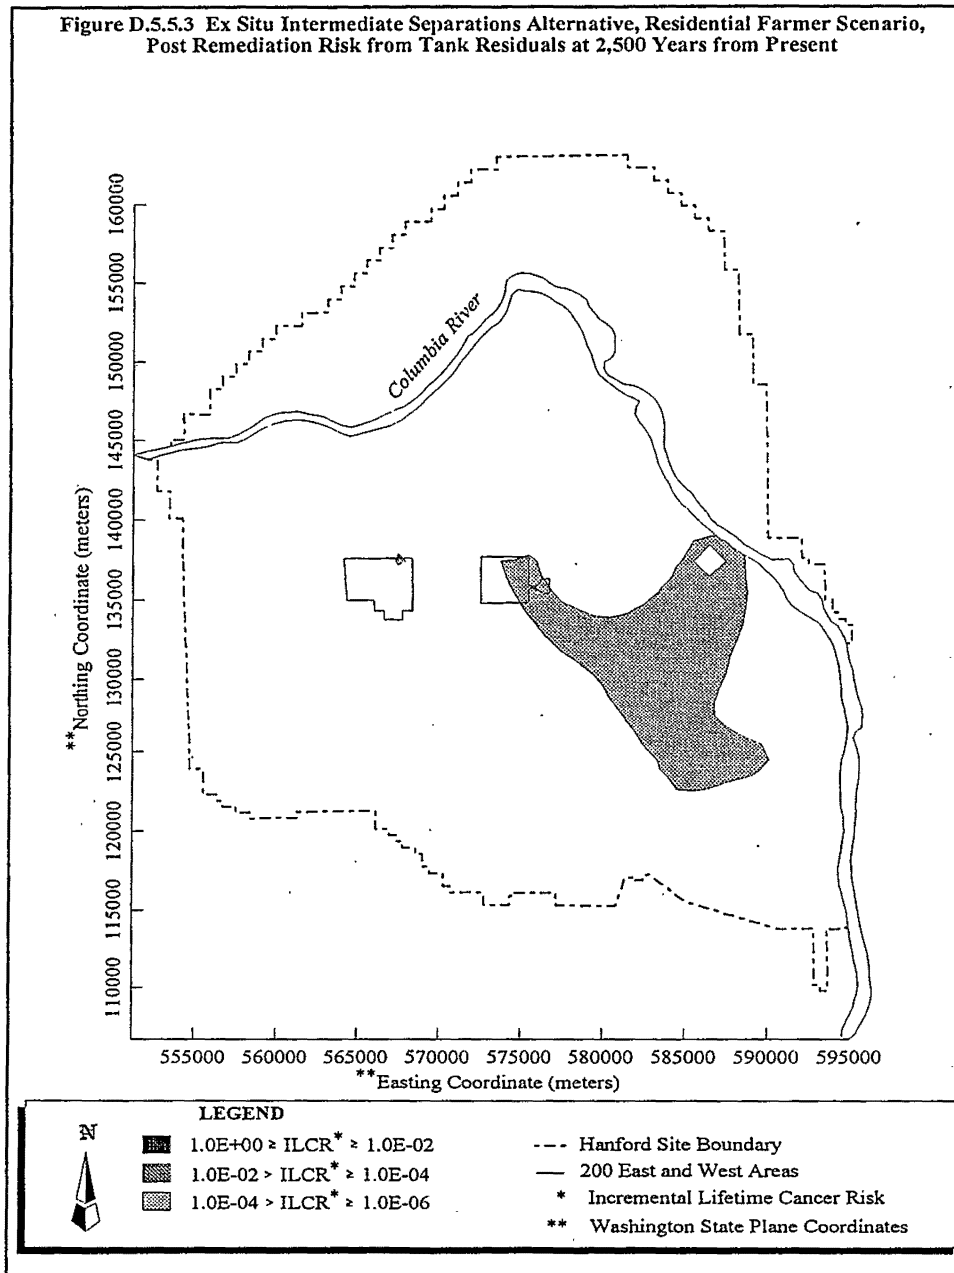 Figure D.5.5.3 Ex Situ Intermediate Separations Alternative, Residential Farmer Scenario,
Post Remediation Risk from Tank Residuals at 2,500 Years from Present
160000
155000
150000
145000
140000
135000
130000
125000
120000
115000
110000
**Northing Coordinate (meters)
Columbia River
555000 560000 565000 570000 575000 580000 585000 590000 595000
**Easting Coordinate (meters)
LEGEND
N
1.0E+00 ≥ ILCR* ≥ 1.0E-02
1.0E-02 > ILCR* ≥ 1.0E-04
1.0E-04 > ILCR* ≥ 1.0E-06
Hanford Site Boundary
200 East and West Areas
* Incremental Lifetime Cancer Risk
** Washington State Plane Coordinates